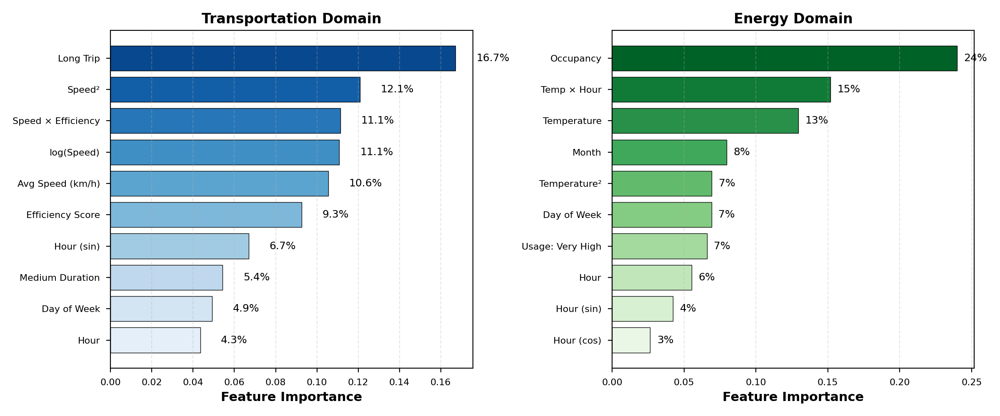 Transportation Domain
Long Trip 16.7%
Speed² 12.1%
Speed × Efficiency 11.1%
log(Speed) 11.1%
Avg Speed (km/h) 10.6%
Efficiency Score 9.3%
Hour (sin) 6.7%
Medium Duration 5.4%
Day of Week 4.9%
Hour 4.3%
0.00 0.02 0.04 0.06 0.08 0.10 0.12 0.14 0.16
Feature Importance
Energy Domain
Occupancy 24%
Temp × Hour 15%
Temperature 13%
Month 8%
Temperature² 7%
Day of Week 7%
Usage: Very High 7%
Hour 6%
Hour (sin) 4%
Hour (cos) 3%
0.00 0.05 0.10 0.15 0.20 0.25
Feature Importance